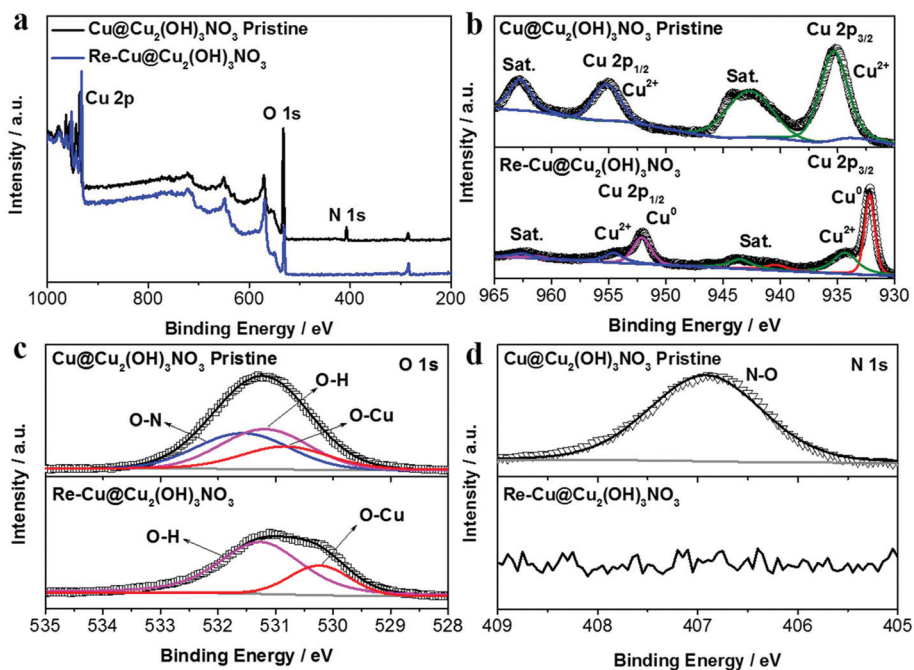 a
Cu@Cu₂(OH)₃NO₃ Pristine
Re-Cu@Cu₂(OH)₃NO₃
Cu 2p
O 1s
N 1s
Intensity / a.u.
1000 800 600 400 200
Binding Energy / eV
b
Cu@Cu₂(OH)₃NO₃ Pristine
Cu 2p₃/₂
Cu 2p₁/₂
Sat.
Cu²⁺
Sat.
Cu²⁺
Re-Cu@Cu₂(OH)₃NO₃
Cu 2p₃/₂
Cu 2p₁/₂
Cu⁰
Cu²⁺
Cu⁰
Sat.
Sat.
Cu²⁺
Intensity / a.u.
965 960 955 950 945 940 935 930
Binding Energy / eV
c
Cu@Cu₂(OH)₃NO₃ Pristine
O 1s
O-H
O-N
O-Cu
Re-Cu@Cu₂(OH)₃NO₃
O-Cu
O-H
Intensity / a.u.
535 534 533 532 531 530 529 528
Binding Energy / eV
d
Cu@Cu₂(OH)₃NO₃ Pristine
N 1s
N-O
Re-Cu@Cu₂(OH)₃NO₃
Intensity / a.u.
409 408 407 406 405
Binding Energy / eV